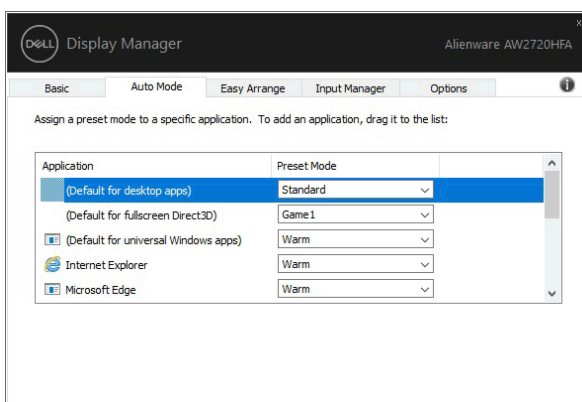 DELL Display Manager Alienware AW2720HFA
Basic Auto Mode Easy Arrange Input Manager Options
Assign a preset mode to a specific application. To add an application, drag it to the list:
Application Preset Mode
(Default for desktop apps) Standard
(Default for fullscreen Direct3D) Game1
(Default for universal Windows apps) Warm
Internet Explorer Warm
Microsoft Edge Warm